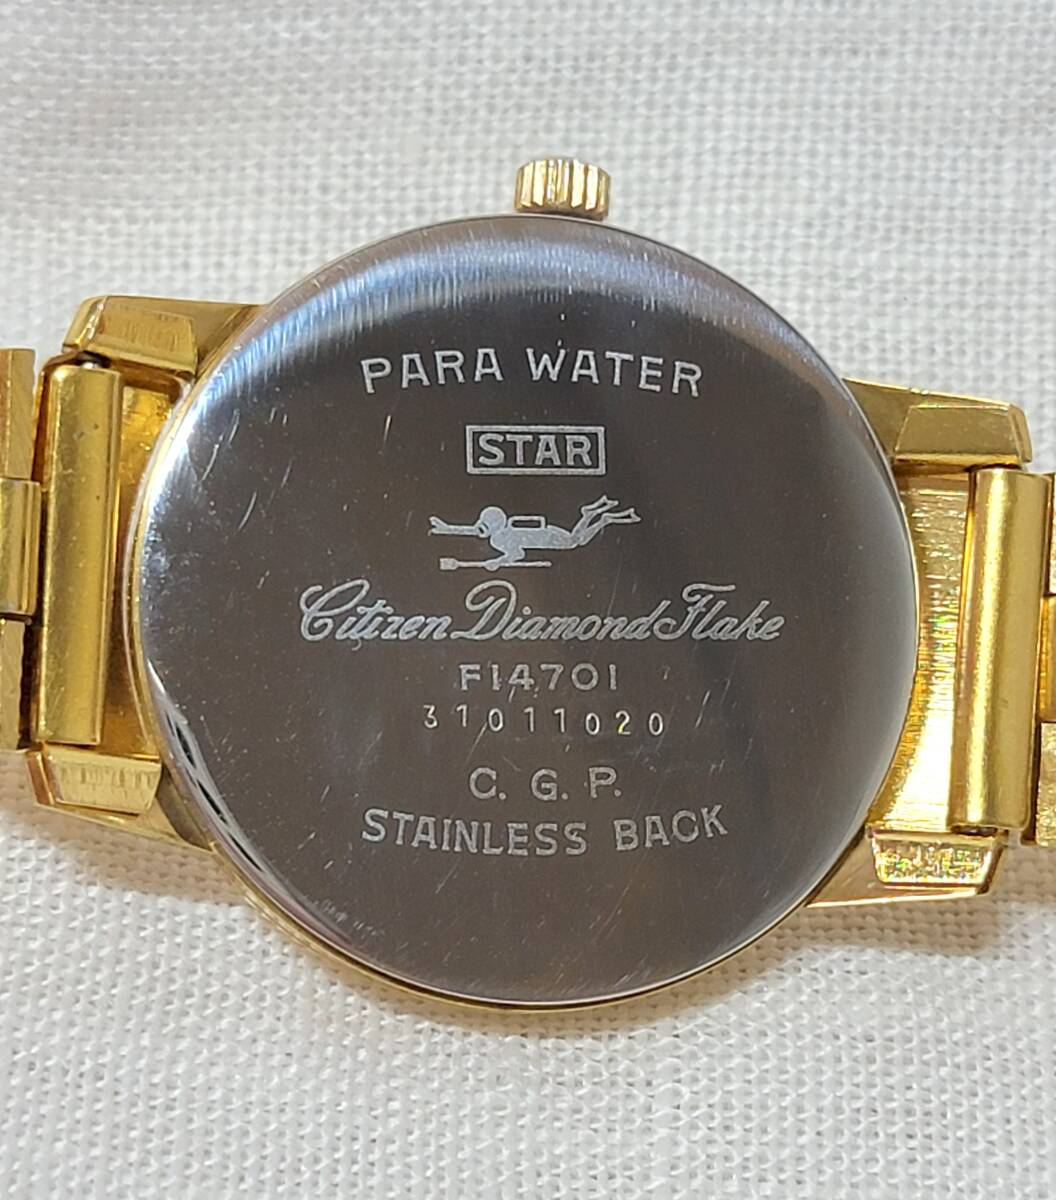 PARA WATER
STAR
Citizen Diamond Flake
F14701
31011020
C. G. P.
STAINLESS BACK